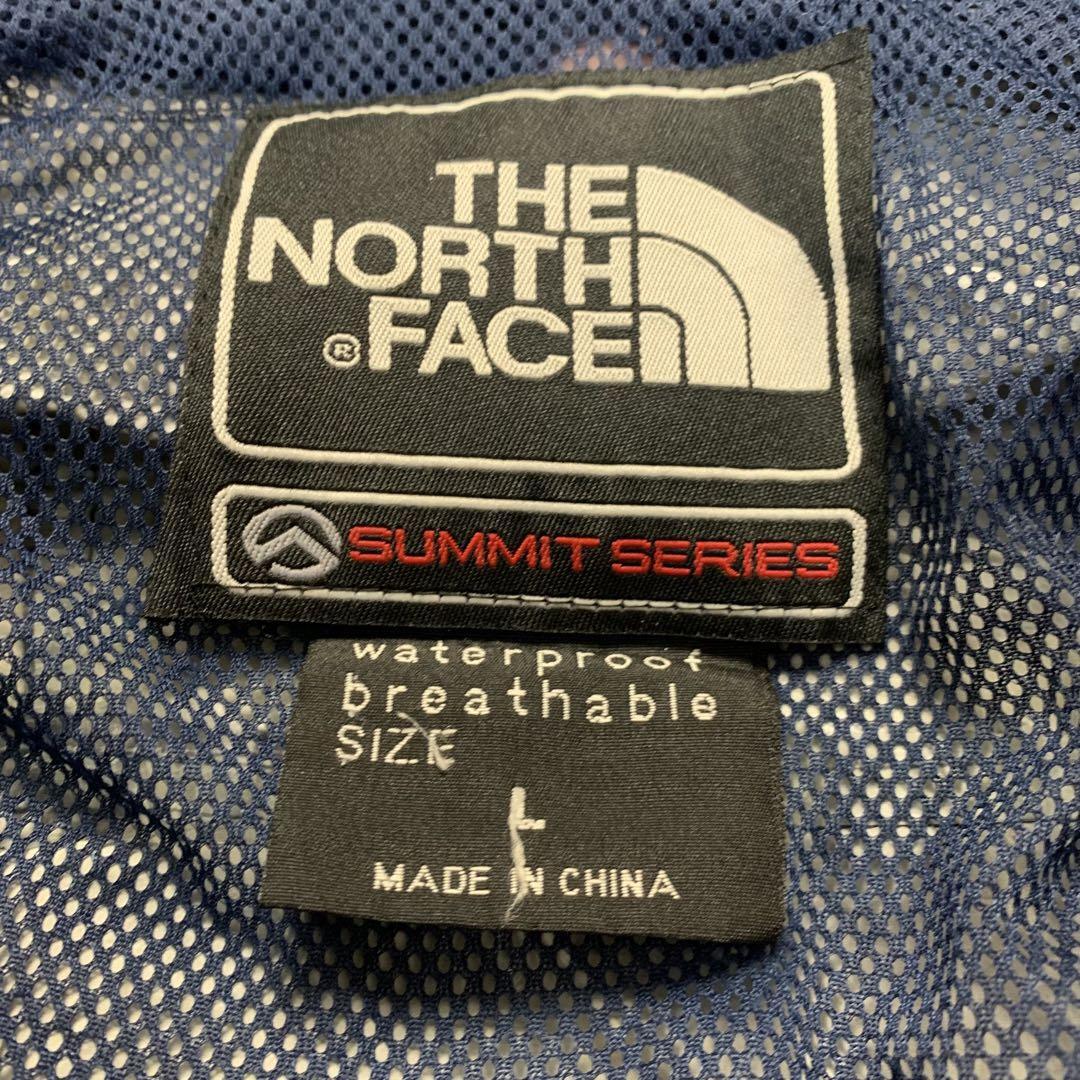 THE
NORTH
®FACE
SUMMIT SERIES
waterproof
breathable
SIZE
L
MADE IN CHINA